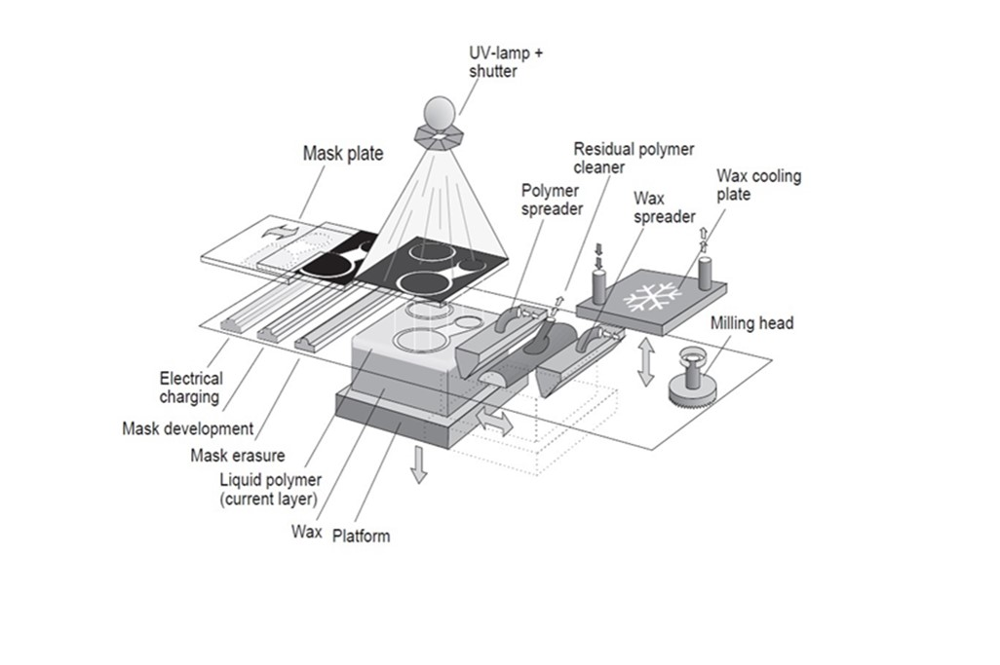 UV-lamp +
shutter
Mask plate
Residual polymer
cleaner
Polymer
spreader
Wax
spreader
Wax cooling
plate
Milling head
Electrical
charging
Mask development
Mask erasure
Liquid polymer
(current layer)
Wax
Platform